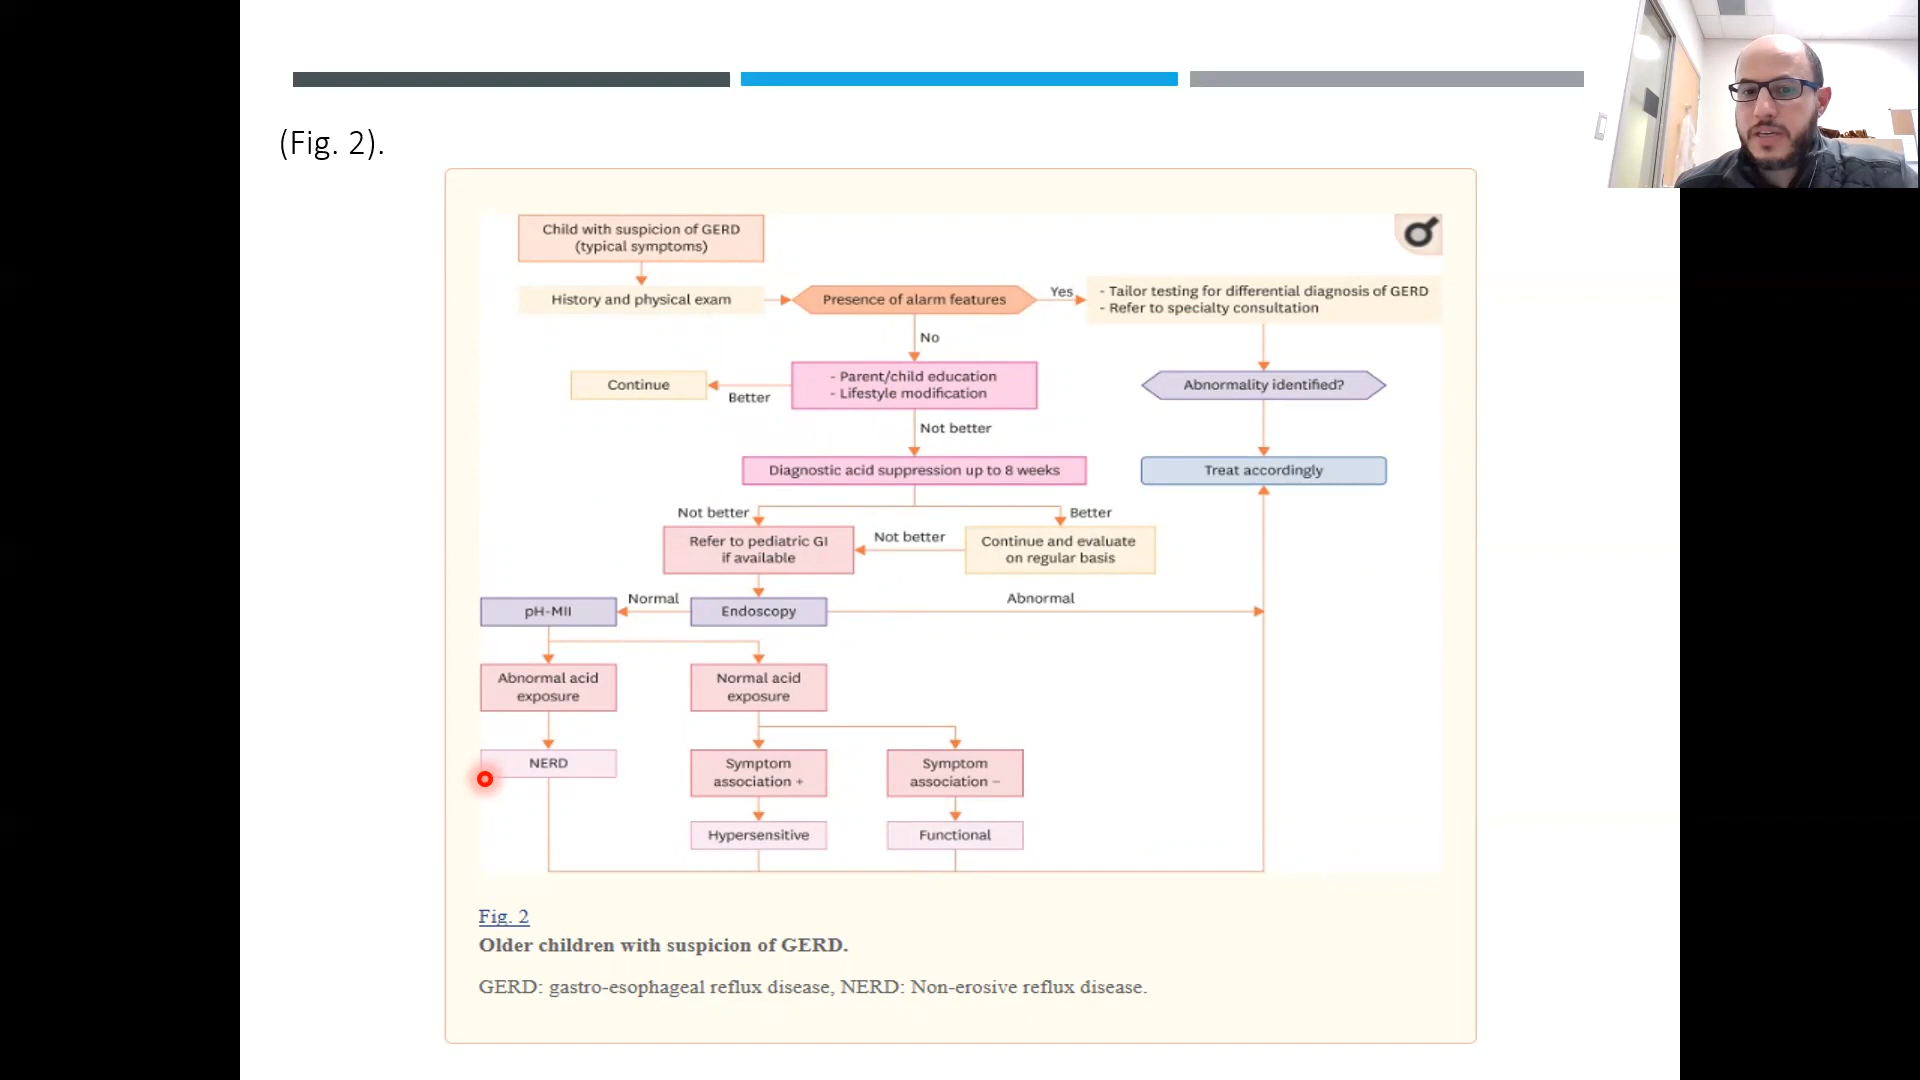 (Fig. 2).
Child with suspicion of GERD
(typical symptoms)
History and physical exam
Presence of alarm features
Yes
- Tailor testing for differential diagnosis of GERD
- Refer to specialty consultation
No
Continue
Better
- Parent/child education
- Lifestyle modification
Abnormality identified?
Not better
Diagnostic acid suppression up to 8 weeks
Treat accordingly
Not better
Better
Refer to pediatric GI
if available
Not better
Continue and evaluate
on regular basis
pH-MII
Normal
Endoscopy
Abnormal
Abnormal acid
exposure
Normal acid
exposure
NERD
Symptom
association +
Symptom
association –
Hypersensitive
Functional
Fig. 2
Older children with suspicion of GERD.
GERD: gastro-esophageal reflux disease, NERD: Non-erosive reflux disease.